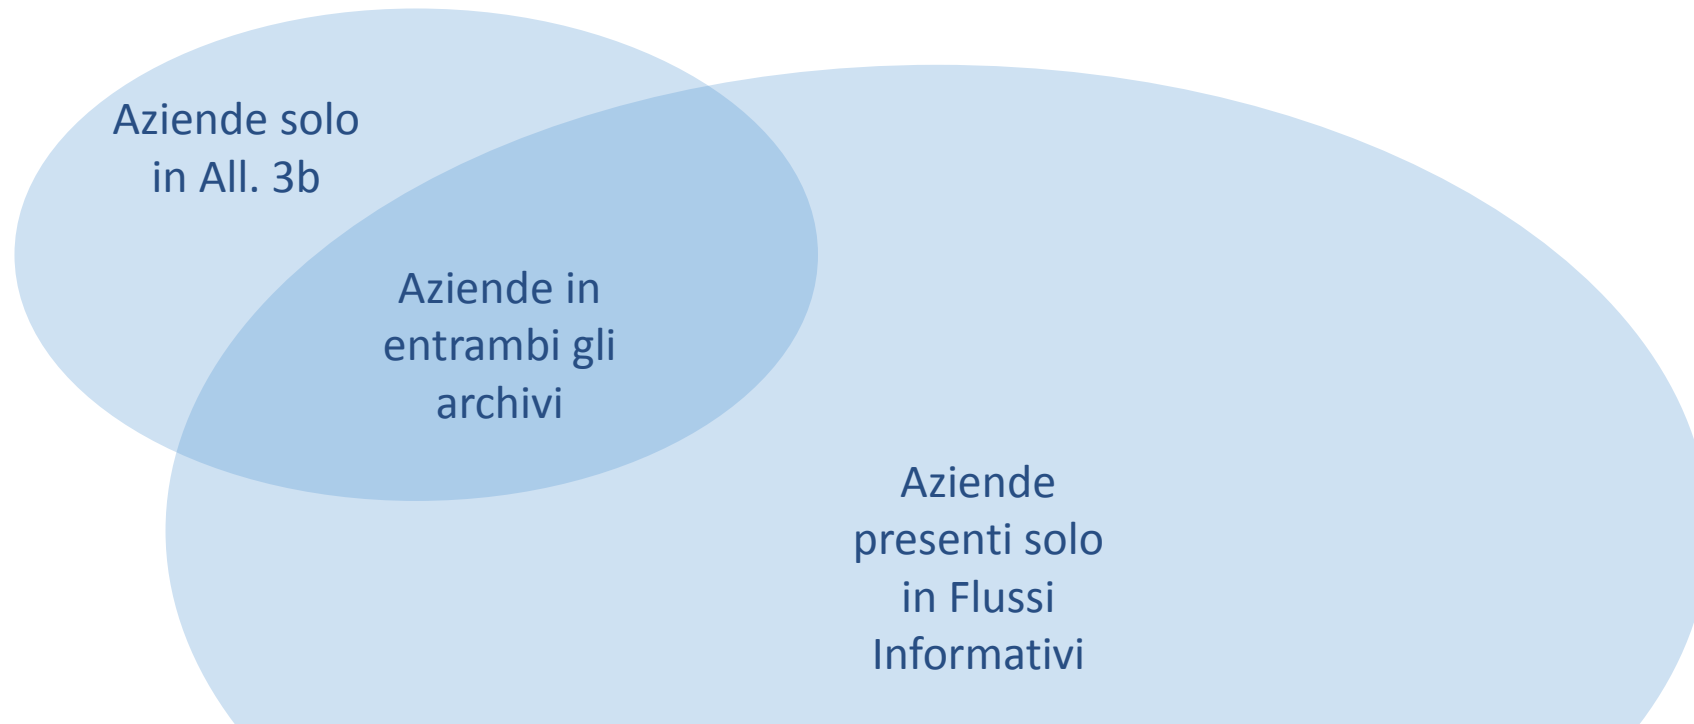 Aziende solo
in All. 3b
Aziende in
entrambi gli
archivi
Aziende
presenti solo
in Flussi
Informativi